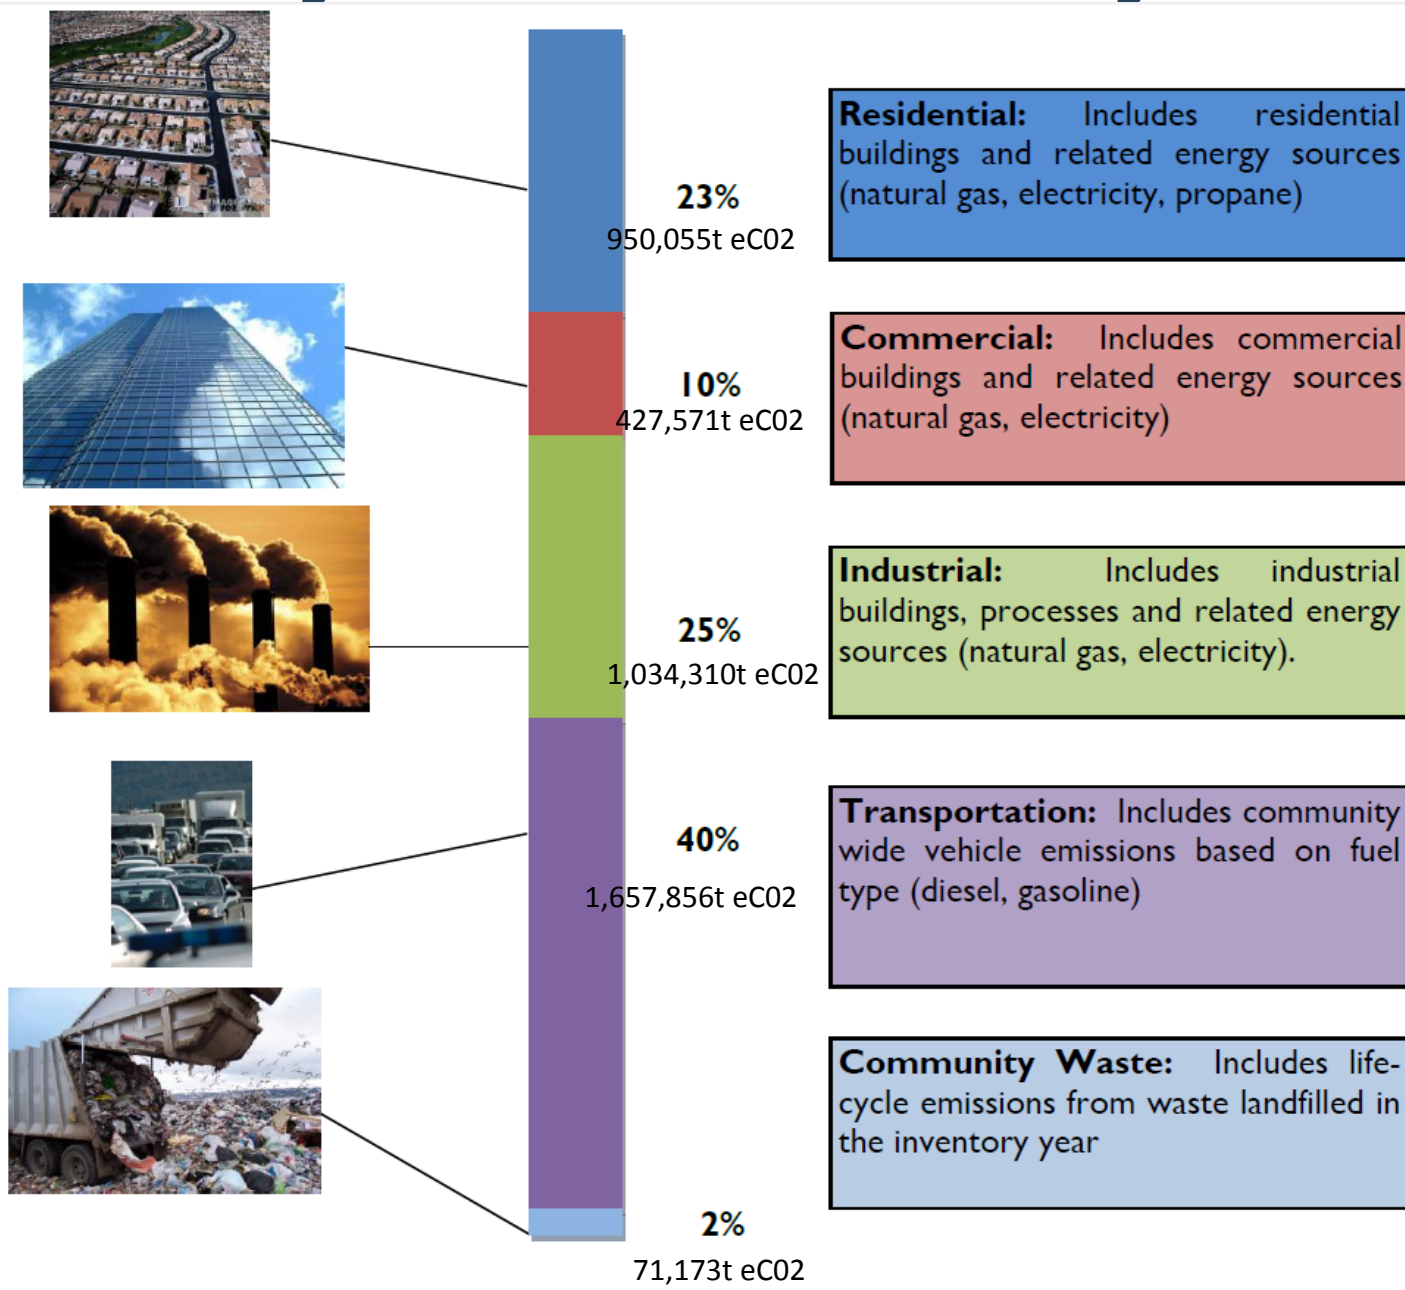 23%
950,055t eC02
Residential: Includes residential
buildings and related energy sources
(natural gas, electricity, propane)
10%
427,571t eC02
Commercial: Includes commercial
buildings and related energy sources
(natural gas, electricity)
25%
1,034,310t eC02
Industrial: Includes industrial
buildings, processes and related energy
sources (natural gas, electricity).
40%
1,657,856t eC02
Transportation: Includes community
wide vehicle emissions based on fuel
type (diesel, gasoline)
2%
71,173t eC02
Community Waste: Includes life-
cycle emissions from waste landfilled in
the inventory year